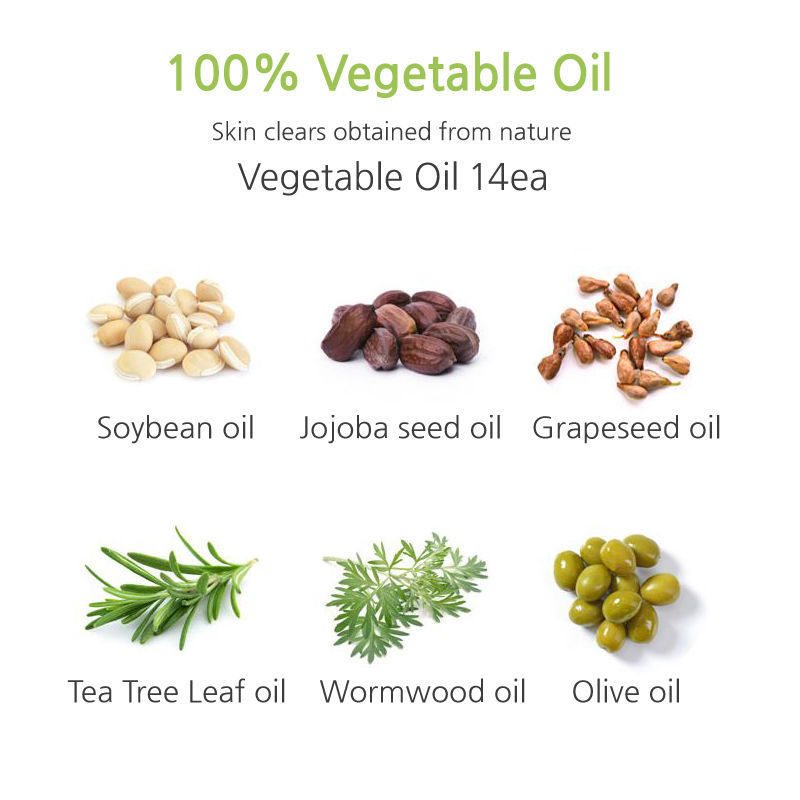 100% Vegetable Oil
Skin clears obtained from nature
Vegetable Oil 14ea
Soybean oil
Jojoba seed oil
Grapeseed oil
Tea Tree Leaf oil
Wormwood oil
Olive oil